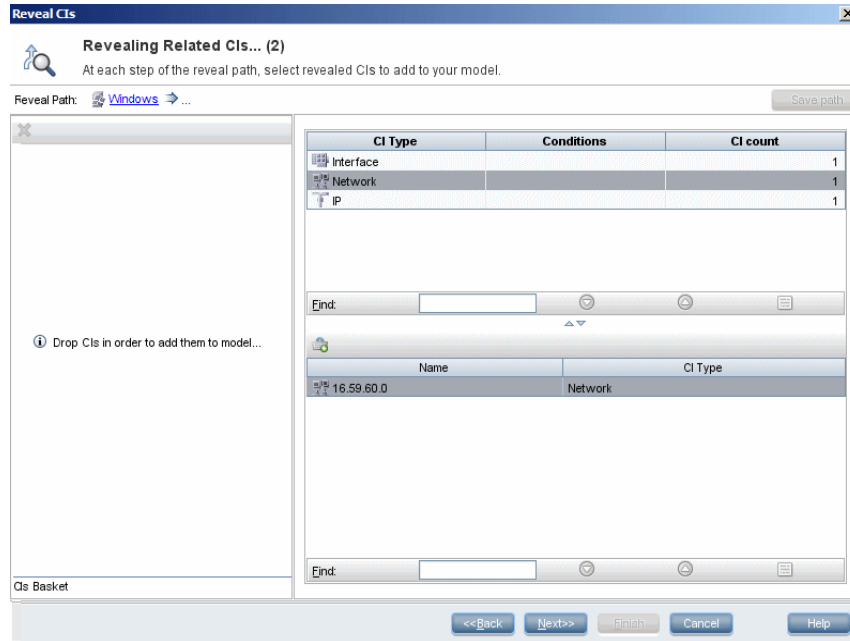 Reveal CIs
Revealing Related CIs... (2)
At each step of the reveal path, select revealed CIs to add to your model.
Reveal Path: Windows ...
Save path
CI Type Conditions CI count
Interface 1
Network 1
IP 1
Find:
Drop CIs in order to add them to model...
Name CI Type
16.59.60.0 Network
Find:
CIs Basket
<<Back Next>> Finish Cancel Help